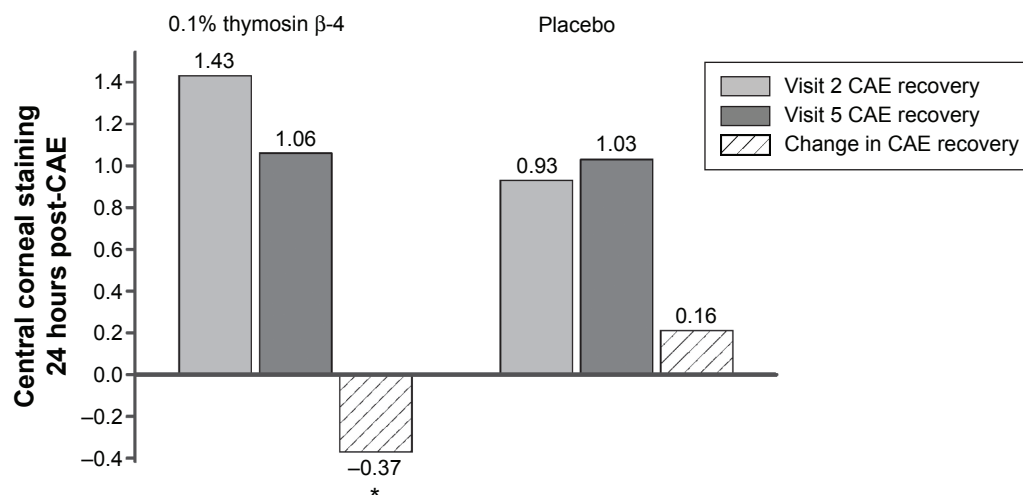 0.1% thymosin β-4
Placebo
Central corneal staining
24 hours post-CAE
1.4
1.2
1.0
0.8
0.6
0.4
0.2
0.0
–0.2
–0.4
1.43
1.06
–0.37
*
0.93
1.03
0.16
Visit 2 CAE recovery
Visit 5 CAE recovery
Change in CAE recovery